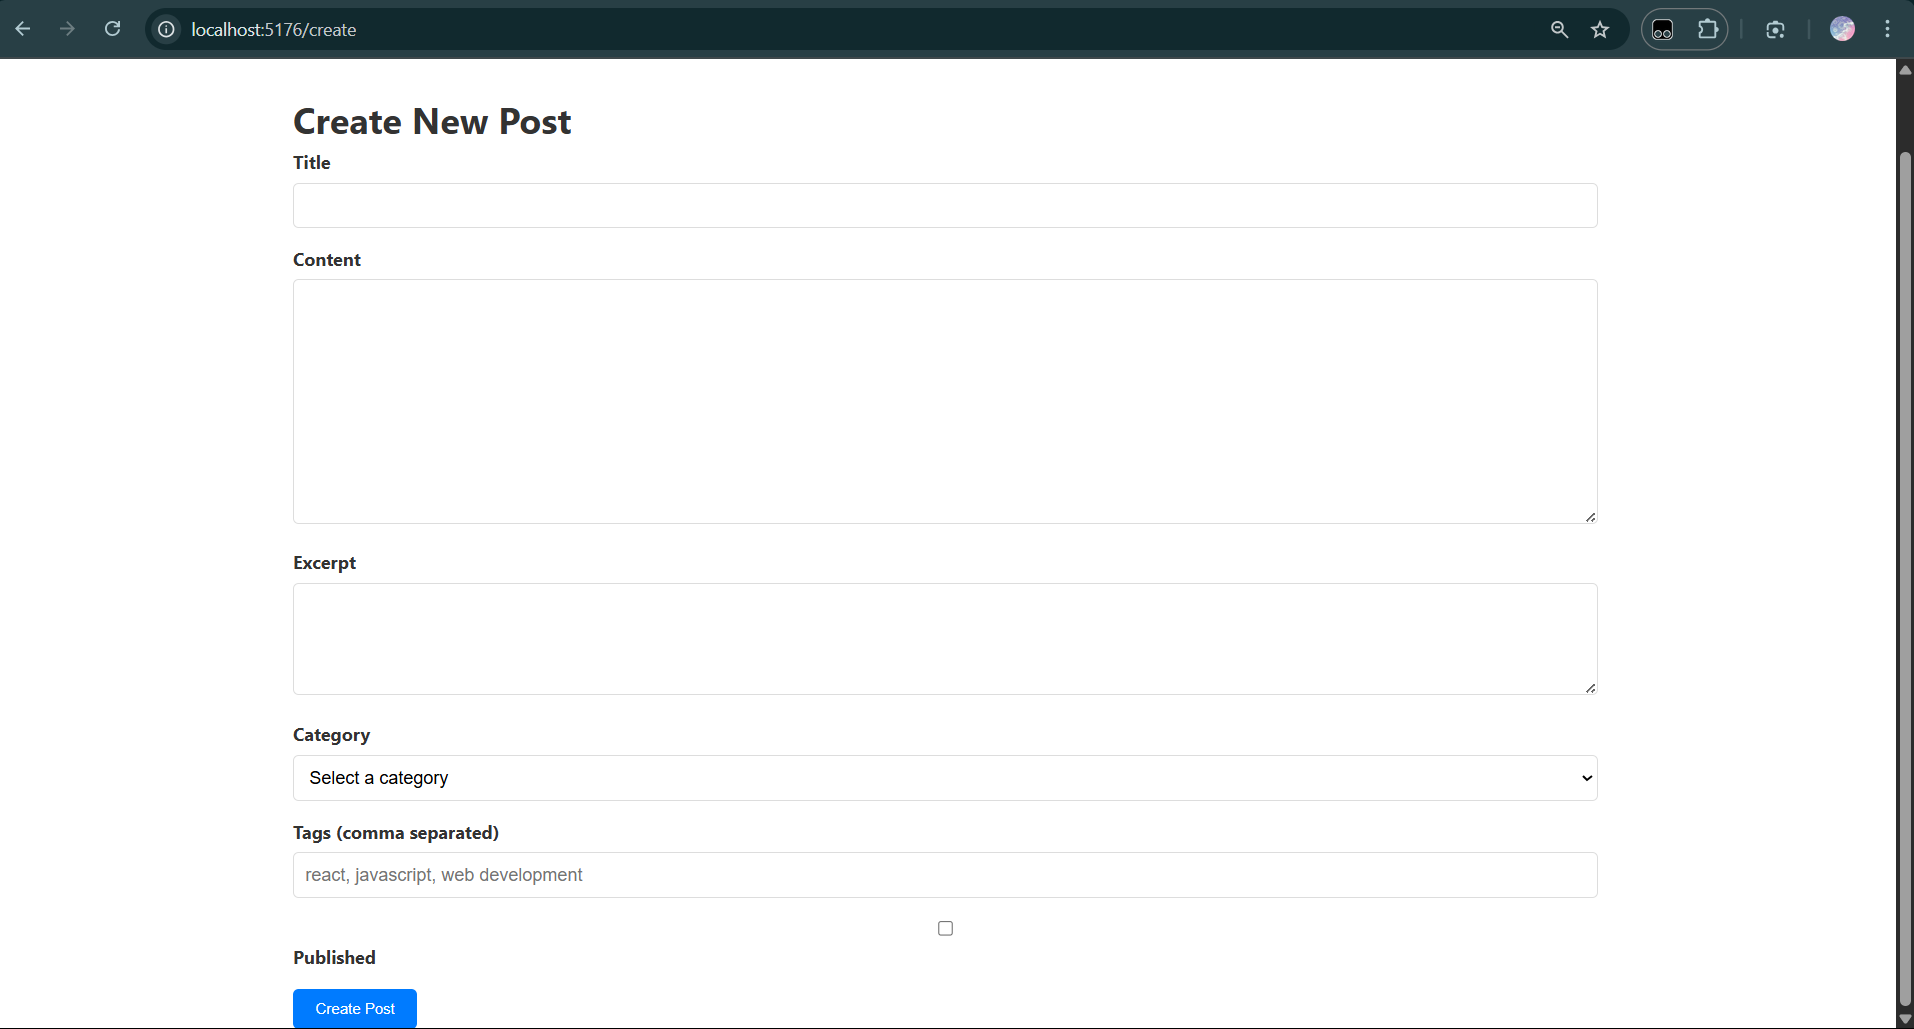 localhost:5176/create
Create New Post
Title
Content
Excerpt
Category
Select a category
Tags (comma separated)
react, javascript, web development
Published
Create Post